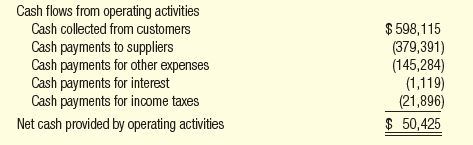 Cash flows from operating activities
Cash collected from customers $ 598,115
Cash payments to suppliers (379,391)
Cash payments for other expenses (145,284)
Cash payments for interest (1,119)
Cash payments for income taxes (21,896)
Net cash provided by operating activities $ 50,425